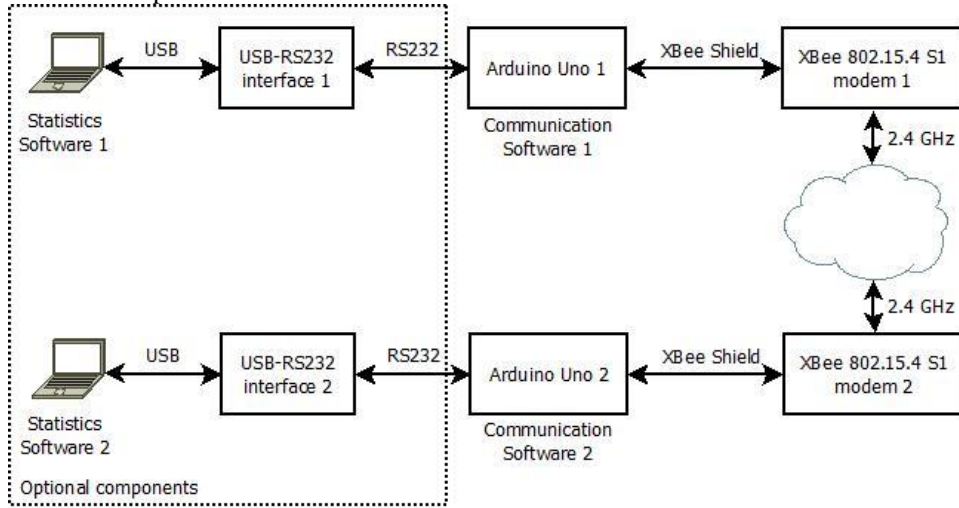 USB
USB-RS232
interface 1
RS232
Arduino Uno 1
XBee Shield
XBee 802.15.4 S1
modem 1
Statistics
Software 1
Communication
Software 1
2.4 GHz
2.4 GHz
USB
USB-RS232
interface 2
RS232
Arduino Uno 2
XBee Shield
XBee 802.15.4 S1
modem 2
Statistics
Software 2
Communication
Software 2
Optional components